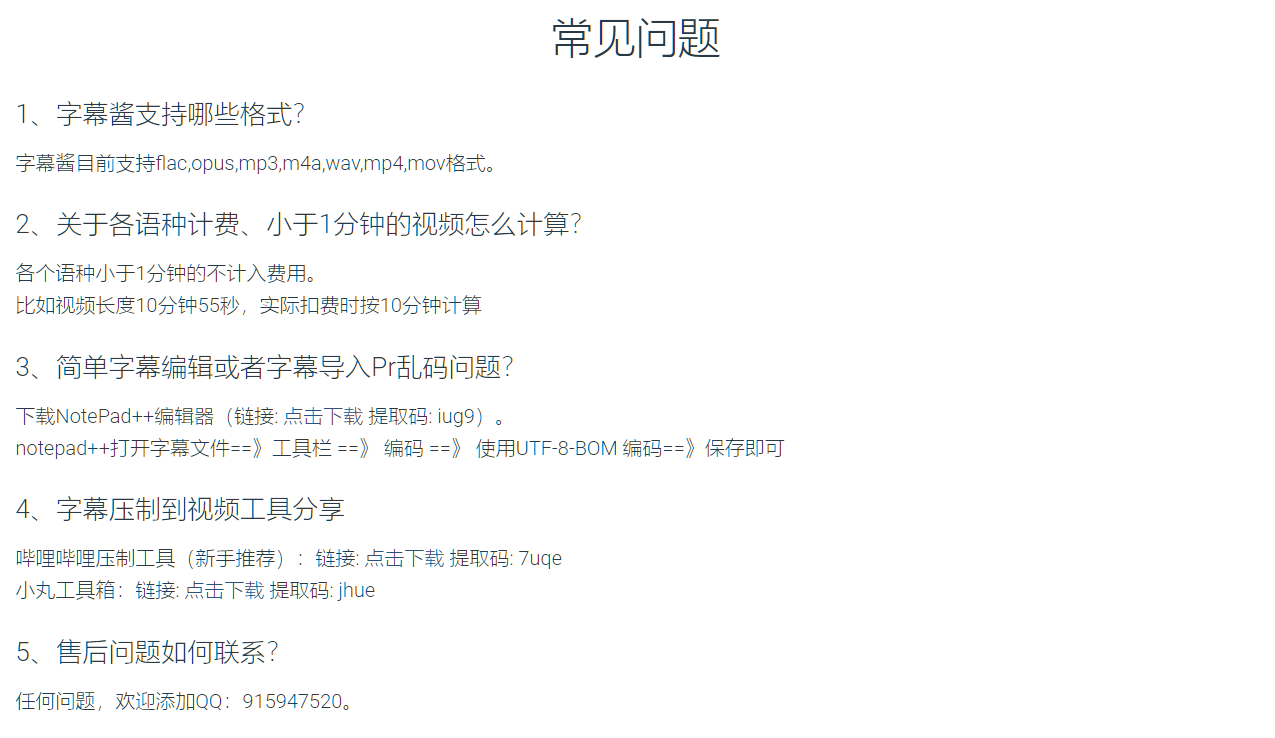 常见问题
1、字幕酱支持哪些格式？
字幕酱目前支持flac,opus,mp3,m4a,wav,mp4,mov格式。
2、关于各语种计费、小于1分钟的视频怎么计算？
各个语种小于1分钟的不计入费用。
比如视频长度10分钟55秒，实际扣费时按10分钟计算
3、简单字幕编辑或者字幕导入Pr乱码问题？
下载NotePad++编辑器（链接: 点击下载 提取码: iug9）。
notepad++打开字幕文件==》工具栏 ==》 编码 ==》 使用UTF-8-BOM 编码==》保存即可
4、字幕压制到视频工具分享
哔哩哔哩压制工具（新手推荐）：链接: 点击下载 提取码: 7uqe
小丸工具箱：链接: 点击下载 提取码: jhue
5、售后问题如何联系？
任何问题，欢迎添加QQ：915947520。